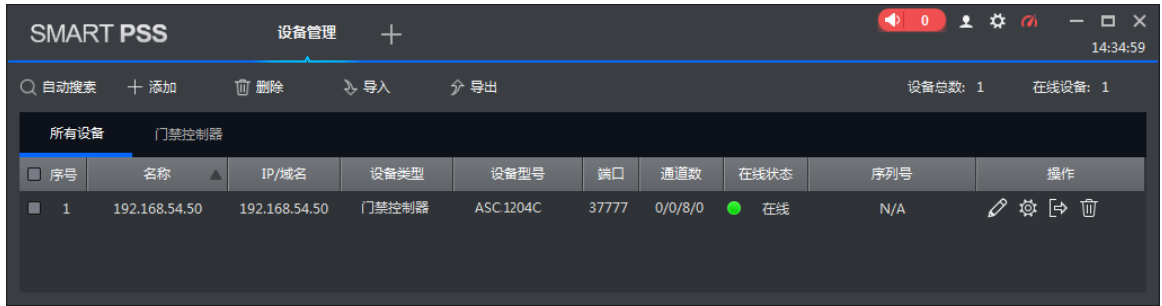 SMART PSS 设备管理 0
14:34:59
自动搜索 添加 删除 导入 导出 设备总数: 1 在线设备: 1
所有设备 门禁控制器
序号 名称 IP/域名 设备类型 设备型号 端口 通道数 在线状态 序列号 操作
1 192.168.54.50 192.168.54.50 门禁控制器 ASC.1204C 37777 0/0/8/0 在线 N/A